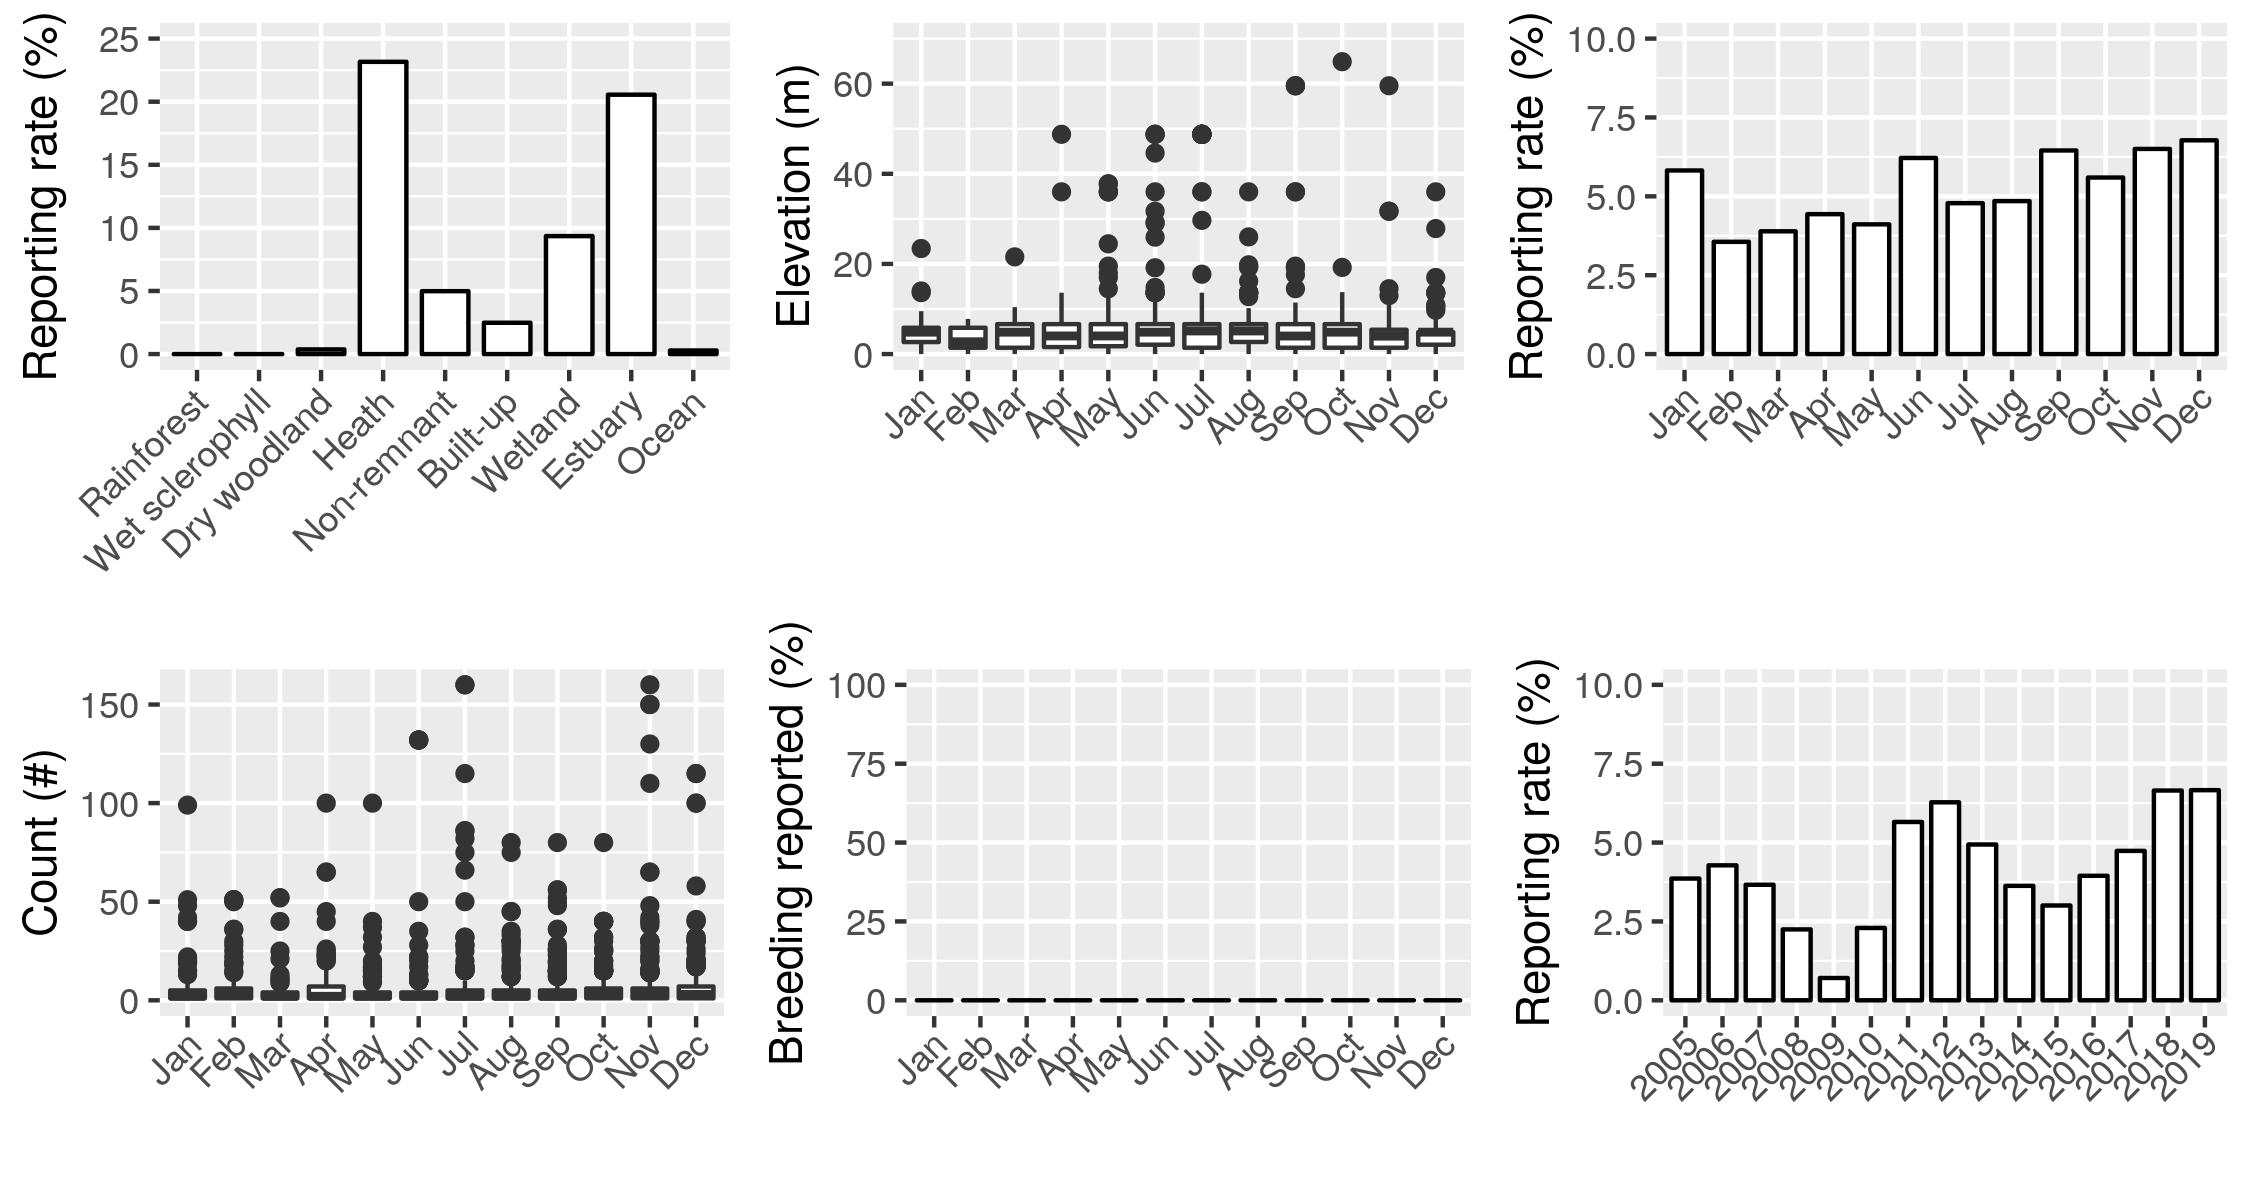 Reporting rate (%)
25
20
15
10
5
0
Rainforest
Wet sclerophyll
Dry woodland
Heath
Non-remnant
Built-up
Wetland
Estuary
Ocean
Elevation (m)
60
40
20
0
Jan
Feb
Mar
Apr
May
Jun
Jul
Aug
Sep
Oct
Nov
Dec
Reporting rate (%)
10.0
7.5
5.0
2.5
0.0
Jan
Feb
Mar
Apr
May
Jun
Jul
Aug
Sep
Oct
Nov
Dec
Count (#)
150
100
50
0
Jan
Feb
Mar
Apr
May
Jun
Jul
Aug
Sep
Oct
Nov
Dec
Breeding reported (%)
100
75
50
25
0
Jan
Feb
Mar
Apr
May
Jun
Jul
Aug
Sep
Oct
Nov
Dec
Reporting rate (%)
10.0
7.5
5.0
2.5
0.0
2005
2006
2007
2008
2009
2010
2011
2012
2013
2014
2015
2016
2017
2018
2019